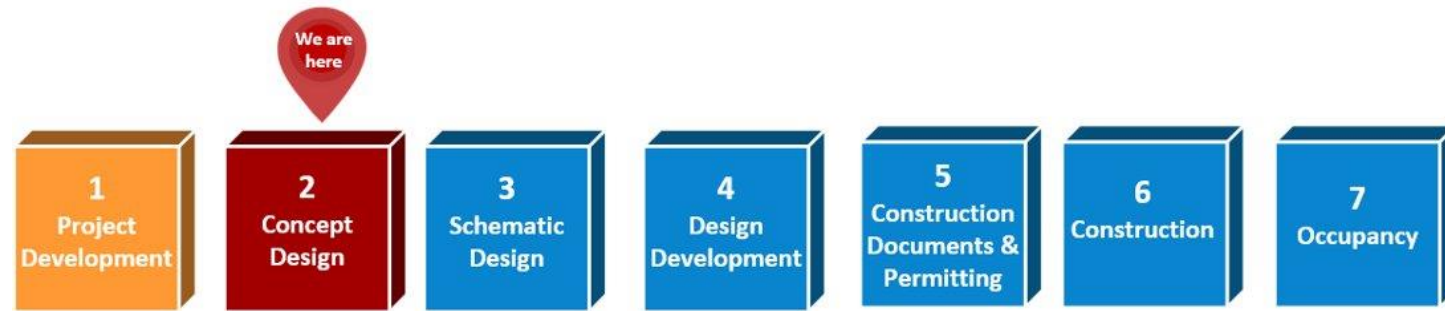 We are
here
1
Project
Development
2
Concept
Design
3
Schematic
Design
4
Design
Development
5
Construction
Documents &
Permitting
6
Construction
7
Occupancy